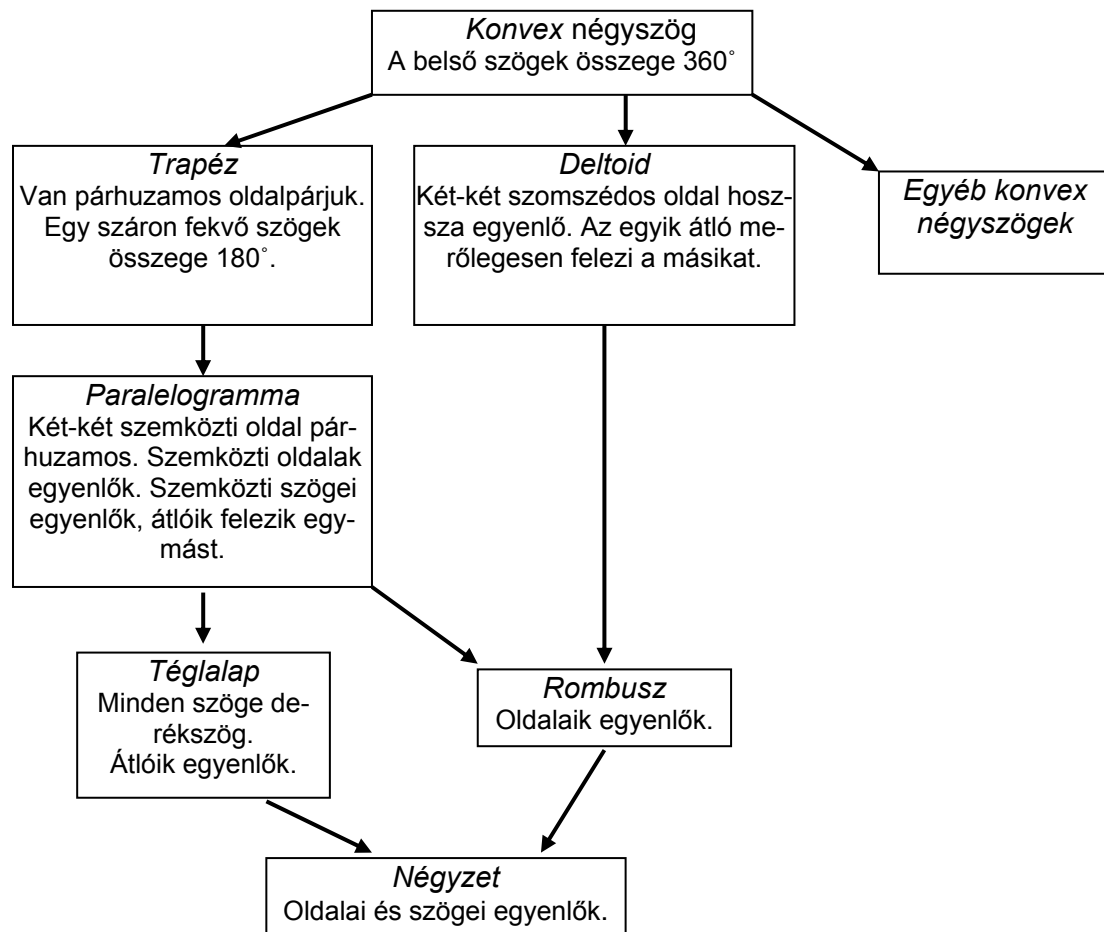 Konvex négyszög
A belső szögek összege 360˚
Trapéz
Van párhuzamos oldalpárjuk.
Egy száron fekvő szögek
összege 180˚.
Deltoid
Két-két szomszédos oldal hosz-
sza egyenlő. Az egyik átló me-
rőlegesen felezi a másikat.
Egyéb konvex
négyszögek
Paralelogramma
Két-két szemközti oldal pár-
huzamos. Szemközti oldalak
egyenlők. Szemközti szögei
egyenlők, átlóik felezik egy-
mást.
Téglalap
Minden szöge de-
rékszög.
Átlóik egyenlők.
Rombusz
Oldalaik egyenlők.
Négyzet
Oldalai és szögei egyenlők.